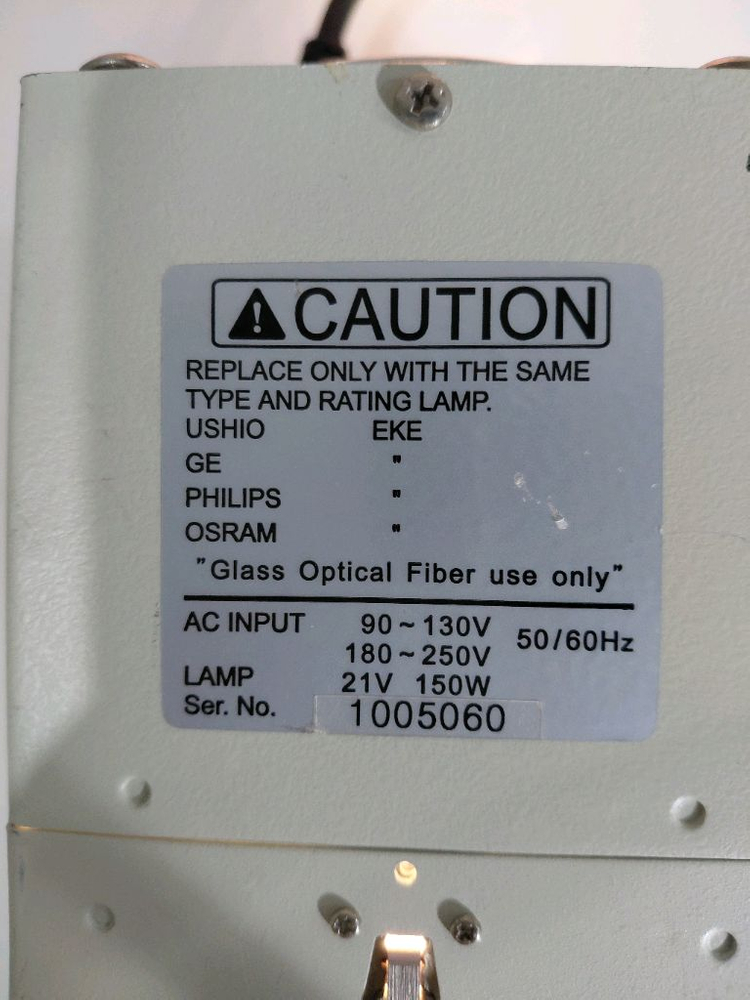 CAUTION
REPLACE ONLY WITH THE SAME
TYPE AND RATING LAMP.
USHIO EKE
GE "
PHILIPS "
OSRAM "
"Glass Optical Fiber use only"
AC INPUT 90~130V 50/60Hz
180~250V
LAMP 21V 150W
Ser. No. 1005060